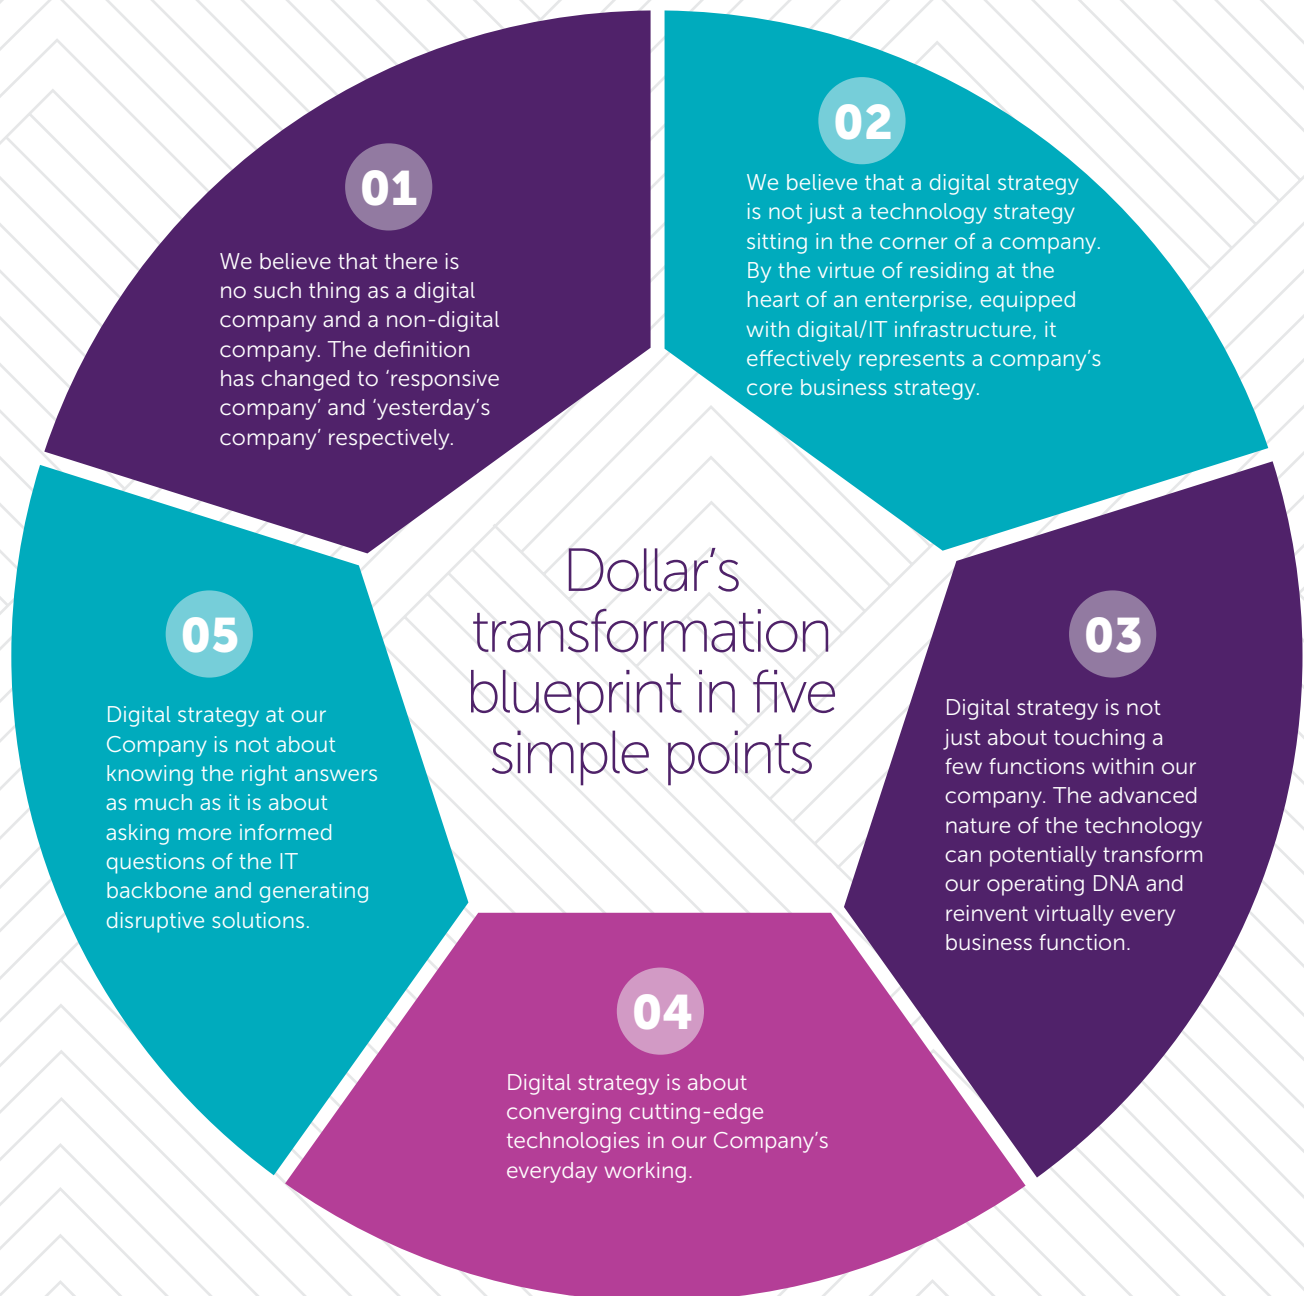 01
We believe that there is
no such thing as a digital
company and a non-digital
company. The definition
has changed to ‘responsive
company’ and ‘yesterday’s
company’ respectively.
02
We believe that a digital strategy
is not just a technology strategy
sitting in the corner of a company.
By the virtue of residing at the
heart of an enterprise, equipped
with digital/IT infrastructure, it
effectively represents a company’s
core business strategy.
Dollar’s
transformation
blueprint in five
simple points
03
Digital strategy is not
just about touching a
few functions within our
company. The advanced
nature of the technology
can potentially transform
our operating DNA and
reinvent virtually every
business function.
04
Digital strategy is about
converging cutting-edge
technologies in our Company’s
everyday working.
05
Digital strategy at our
Company is not about
knowing the right answers
as much as it is about
asking more informed
questions of the IT
backbone and generating
disruptive solutions.